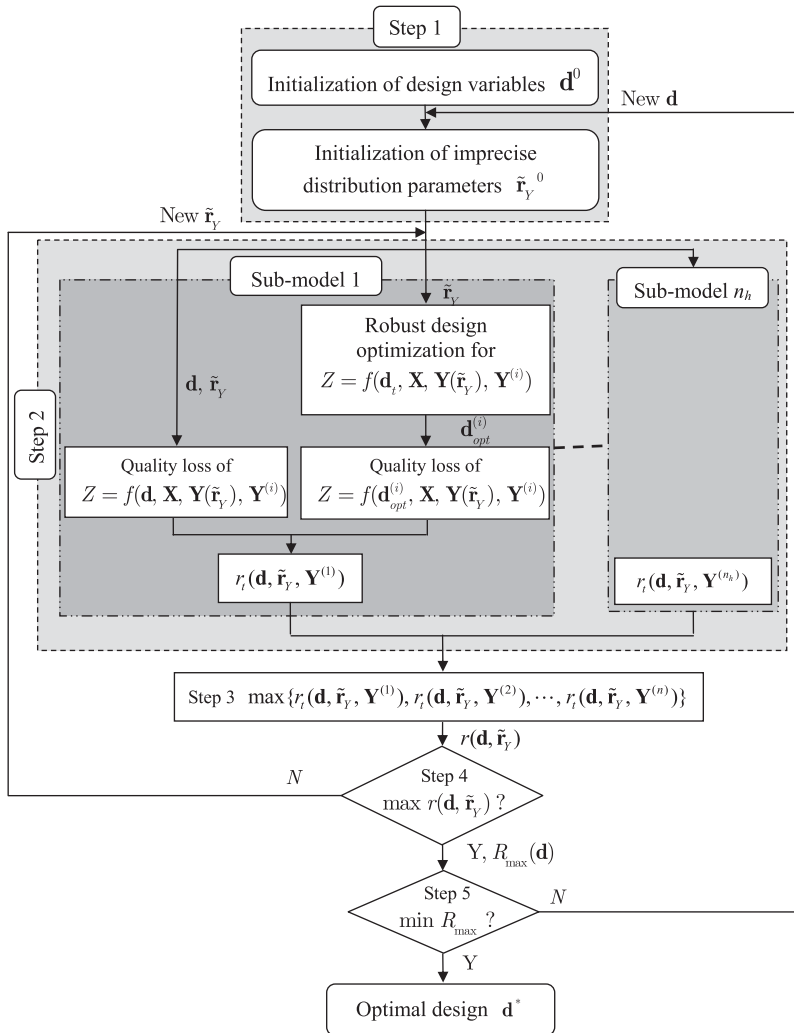 Step 1
Initialization of design variables d⁰
New d
Initialization of imprecise
distribution parameters r̃_Y⁰
New r̃_Y
Step 2
Sub-model 1
Sub-model n_h
r̃_Y
Robust design
optimization for
Z = f(d_t, X, Y(r̃_Y), Y^(i))
d, r̃_Y
d_opt^(i)
Quality loss of
Z = f(d, X, Y(r̃_Y), Y^(i))
Quality loss of
Z = f(d_opt^(i), X, Y(r̃_Y), Y^(i))
r_t(d, r̃_Y, Y^(1))
r_t(d, r̃_Y, Y^(n_h))
Step 3 max{r_t(d, r̃_Y, Y^(1)), r_t(d, r̃_Y, Y^(2)), ⋯, r_t(d, r̃_Y, Y^(n))}
r(d, r̃_Y)
N
Step 4
max r(d, r̃_Y) ?
Y, R_max(d)
Step 5
min R_max ?
N
Y
Optimal design d*